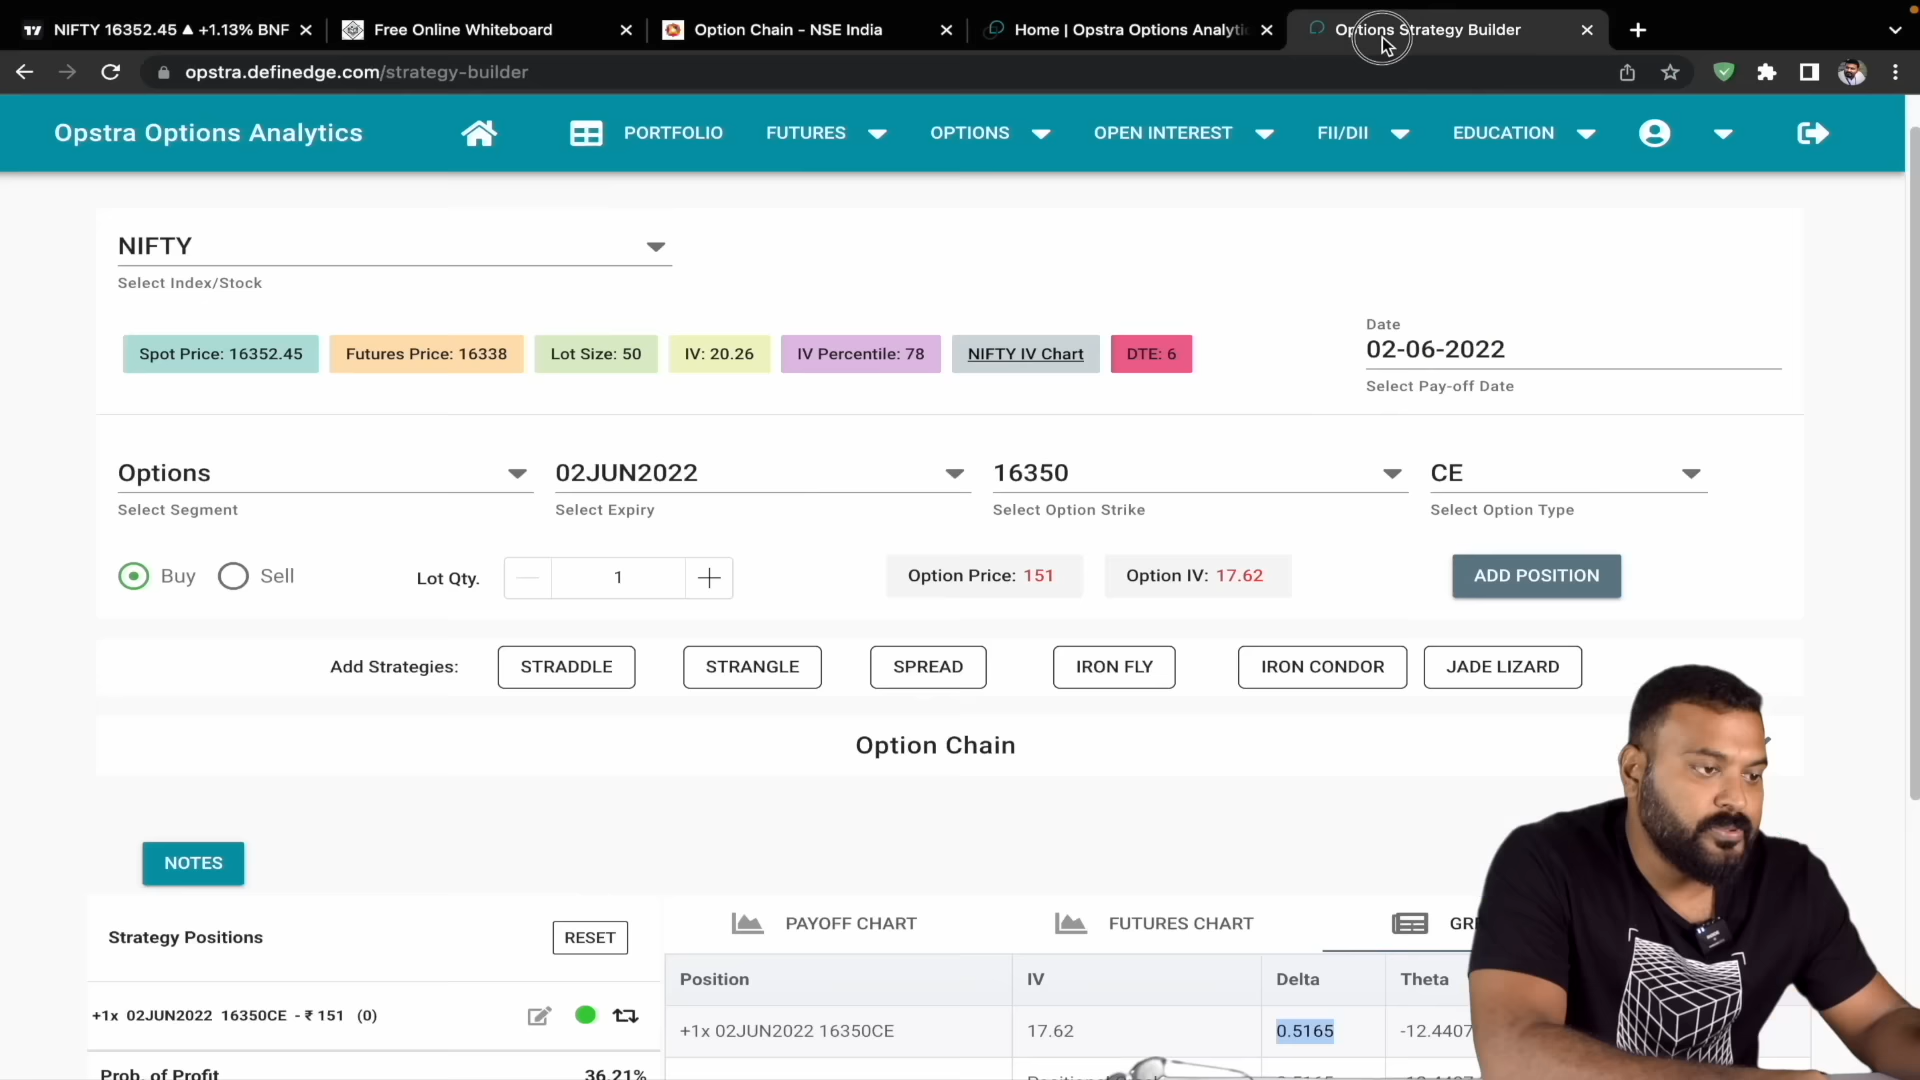 NIFTY 16352.45 ▲ +1.13% BNF
Free Online Whiteboard
Option Chain - NSE India
Home | Opstra Options Analytic
Options Strategy Builder
opstra.definedge.com/strategy-builder
Opstra Options Analytics
PORTFOLIO
FUTURES
OPTIONS
OPEN INTEREST
FII/DII
EDUCATION
NIFTY
Select Index/Stock
Spot Price: 16352.45
Futures Price: 16338
Lot Size: 50
IV: 20.26
IV Percentile: 78
NIFTY IV Chart
DTE: 6
Date
02-06-2022
Select Pay-off Date
Options
02JUN2022
16350
CE
Select Segment
Select Expiry
Select Option Strike
Select Option Type
Buy
Sell
Lot Qty.
1
Option Price: 151
Option IV: 17.62
ADD POSITION
Add Strategies:
STRADDLE
STRANGLE
SPREAD
IRON FLY
IRON CONDOR
JADE LIZARD
Option Chain
NOTES
Strategy Positions
RESET
PAYOFF CHART
FUTURES CHART
Position
IV
Delta
Theta
+1x 02JUN2022 16350CE - ₹ 151 (0)
+1x 02JUN2022 16350CE
17.62
0.5165
-12.4407
Prob. of Profit
36.21%